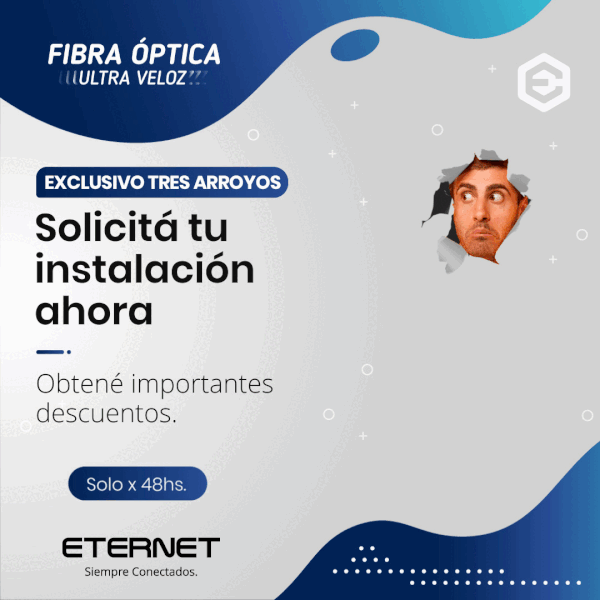 FIBRA ÓPTICA
ULTRA VELOZ
EXCLUSIVO TRES ARROYOS
Solicitá tu
instalación
ahora
Obtené importantes
descuentos.
Solo x 48hs.
ETERNET
Siempre Conectados.